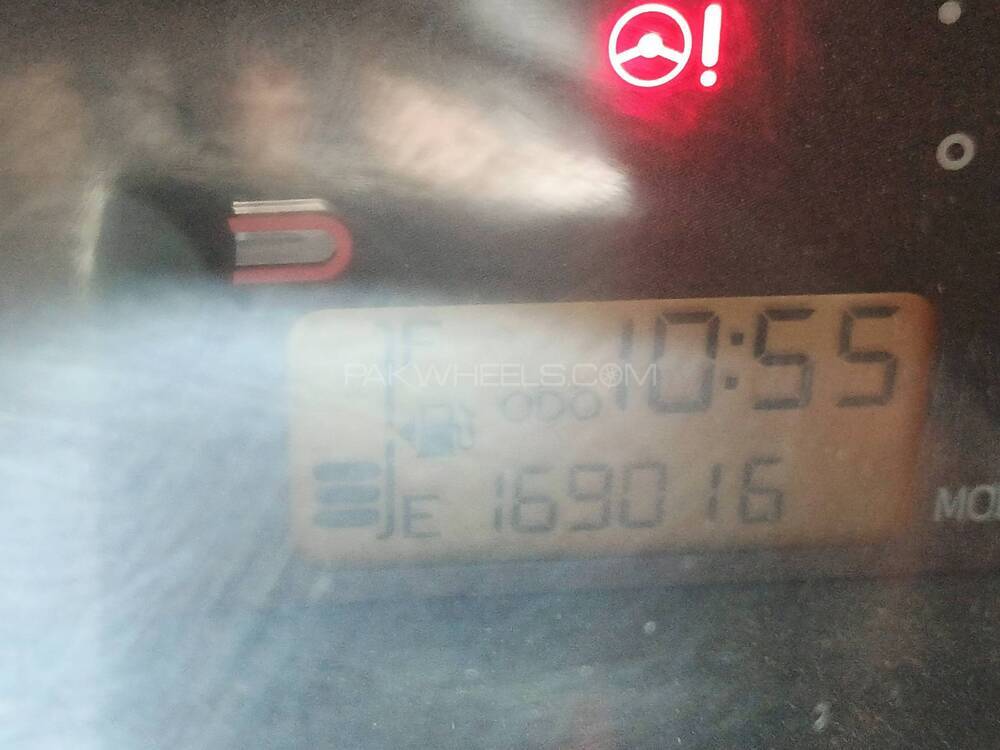 !
F 10:55
PAKWHEELS.COM
ODO
E 169016